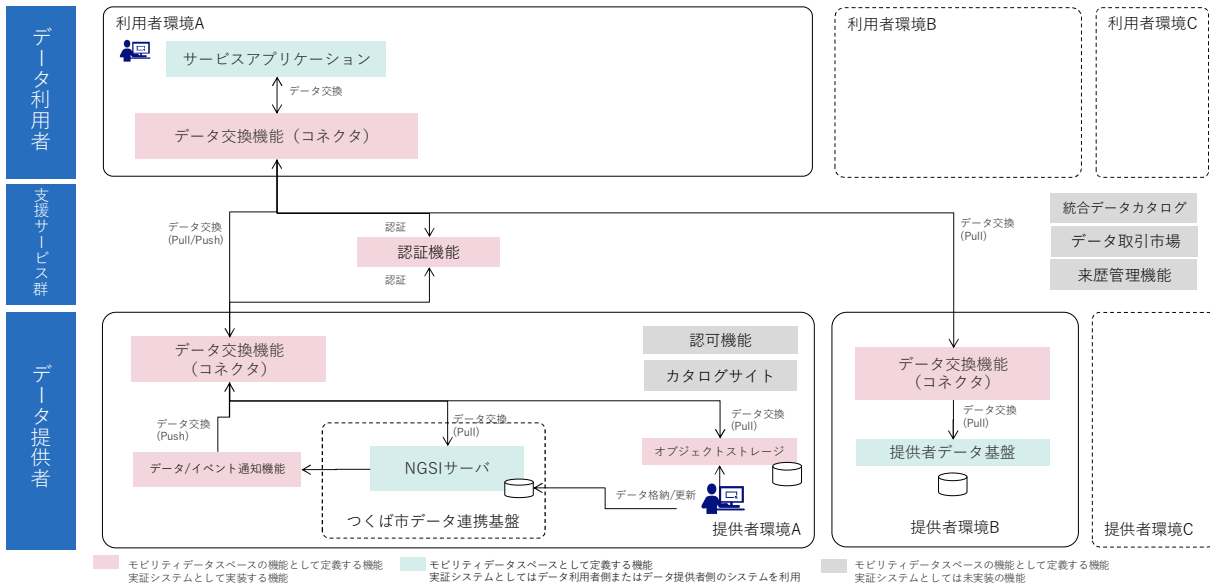 データ利用者
利用者環境A
サービスアプリケーション
データ交換
データ交換機能（コネクタ）
利用者環境B
利用者環境C
支援サービス群
データ交換
(Pull/Push)
認証
認証機能
認証
データ交換
(Pull)
統合データカタログ
データ取引市場
来歴管理機能
データ提供者
データ交換機能
（コネクタ）
認可機能
カタログサイト
データ交換
(Push)
データ交換
(Pull)
データ交換
(Pull)
データ/イベント通知機能
NGSIサーバ
オブジェクトストレージ
データ格納/更新
つくば市データ連携基盤
提供者環境A
データ交換機能
（コネクタ）
データ交換
(Pull)
提供者データ基盤
提供者環境B
提供者環境C
モビリティデータスペースの機能として定義する機能
実証システムとして実装する機能
モビリティデータスペースとして定義する機能
実証システムとしてはデータ利用者側またはデータ提供者側のシステムを利用
モビリティデータスペースの機能として定義する機能
実証システムとしては未実装の機能